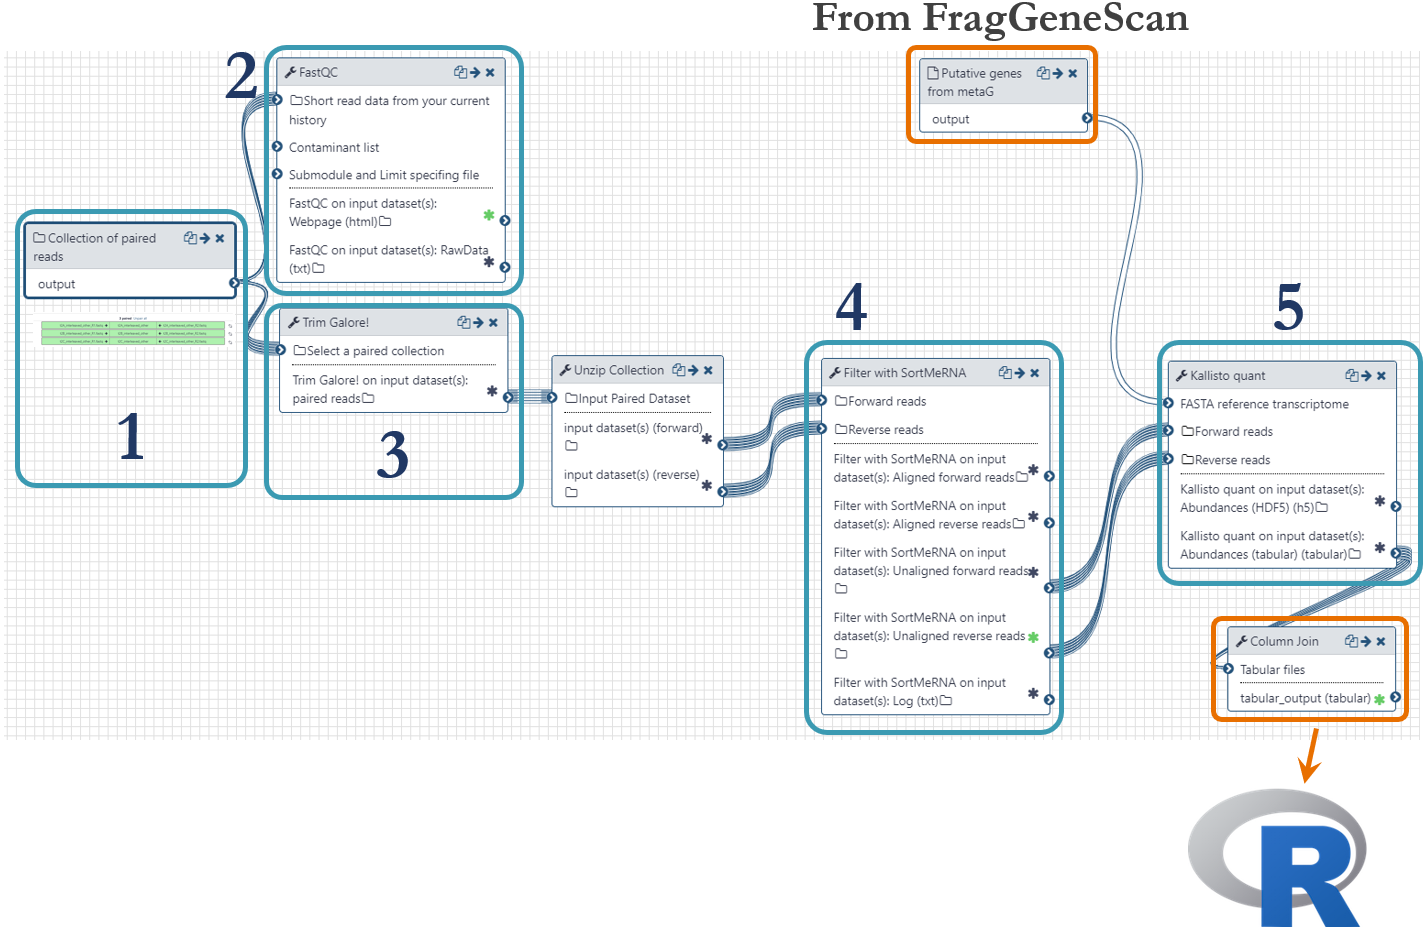 From FragGeneScan
2
FastQC
Short read data from your current
history
Contaminant list
Submodule and Limit specifing file
FastQC on input dataset(s):
Webpage (html)
FastQC on input dataset(s): RawData
(txt)
Putative genes
from metaG
output
Collection of paired
reads
output
1
Trim Galore!
Select a paired collection
Trim Galore! on input dataset(s):
paired reads
3
Unzip Collection
Input Paired Dataset
input dataset(s) (forward)
input dataset(s) (reverse)
4
Filter with SortMeRNA
Forward reads
Reverse reads
Filter with SortMeRNA on input
dataset(s): Aligned forward reads
Filter with SortMeRNA on input
dataset(s): Aligned reverse reads
Filter with SortMeRNA on input
dataset(s): Unaligned forward reads
Filter with SortMeRNA on input
dataset(s): Unaligned reverse reads
Filter with SortMeRNA on input
dataset(s): Log (txt)
5
Kallisto quant
FASTA reference transcriptome
Forward reads
Reverse reads
Kallisto quant on input dataset(s):
Abundances (HDF5) (h5)
Kallisto quant on input dataset(s):
Abundances (tabular) (tabular)
Column Join
Tabular files
tabular_output (tabular)
R